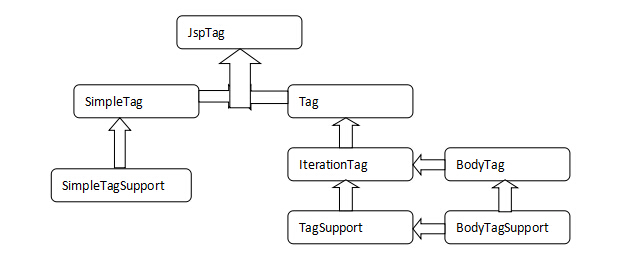 JspTag
SimpleTag
Tag
IterationTag
BodyTag
SimpleTagSupport
TagSupport
BodyTagSupport